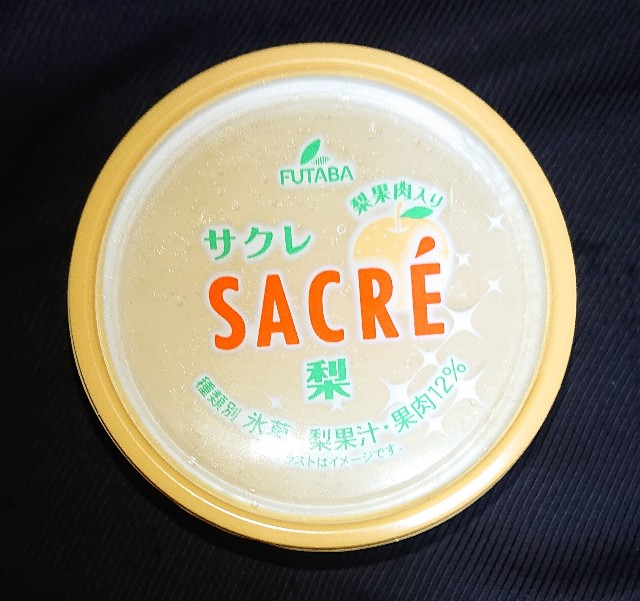 FUTABA
梨果肉入り
サクレ
SACRÉ
梨
種類別 氷菓 梨果汁・果肉12%
ラストはイメージです。